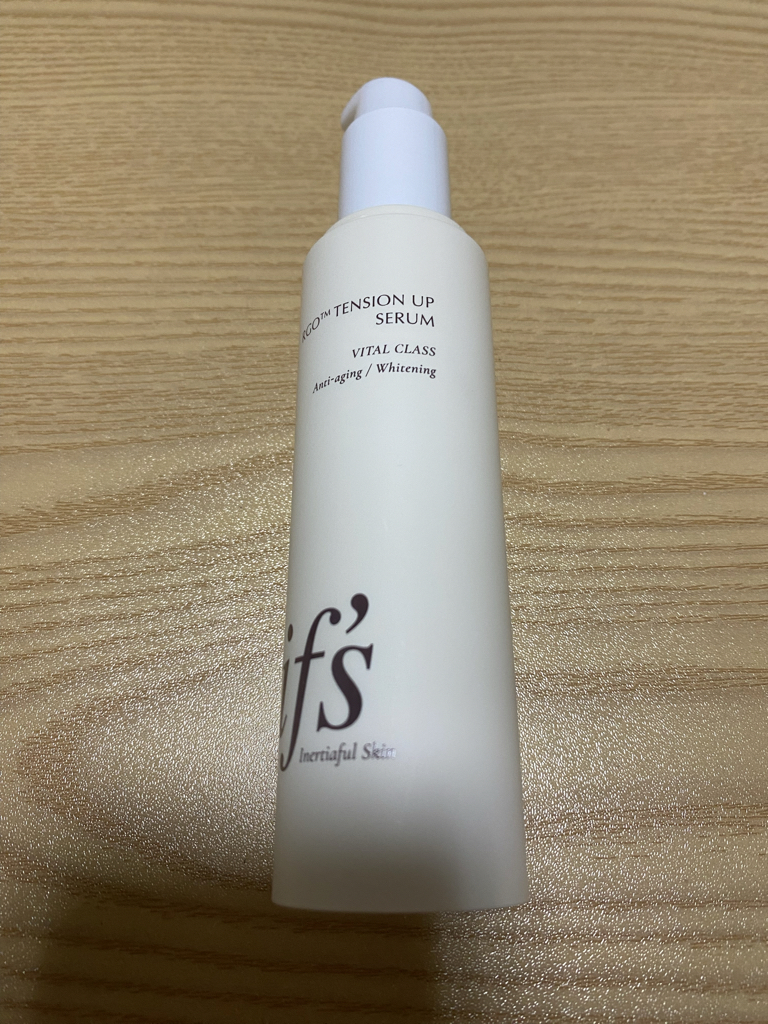 TENSION UP
SERUM
VITAL CLASS
Anti-aging / Whitening
if's
Inertiaful Skin